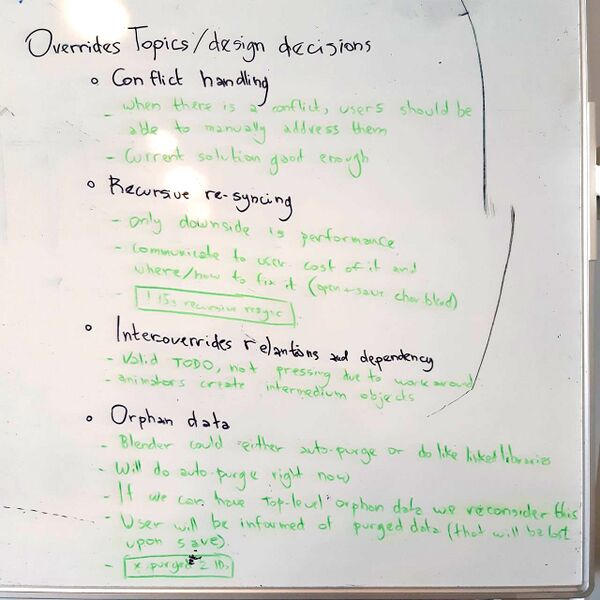 Overrides Topics/design decisions
o Conflict handling
- when there is a conflict, users should be
able to manually address them
- Current solution good enough
o Recursive re-syncing
- only downside is performance
- communicate to user cost of it and
where/how to fix it (open + save char.blend)
- ! 15s recursive resync
o Interoverrides relantions and dependency
- Valid TODO, not pressing due to work around
- animators create intermedium objects
o Orphan data
- Blender could either auto-purge or do like linked libraries
- Will do auto-purge right now
- If we can have "top-level" orphan data we reconsider this
- User will be informed of purged data (that will be lost
upon save).
- x purged 2 IDs